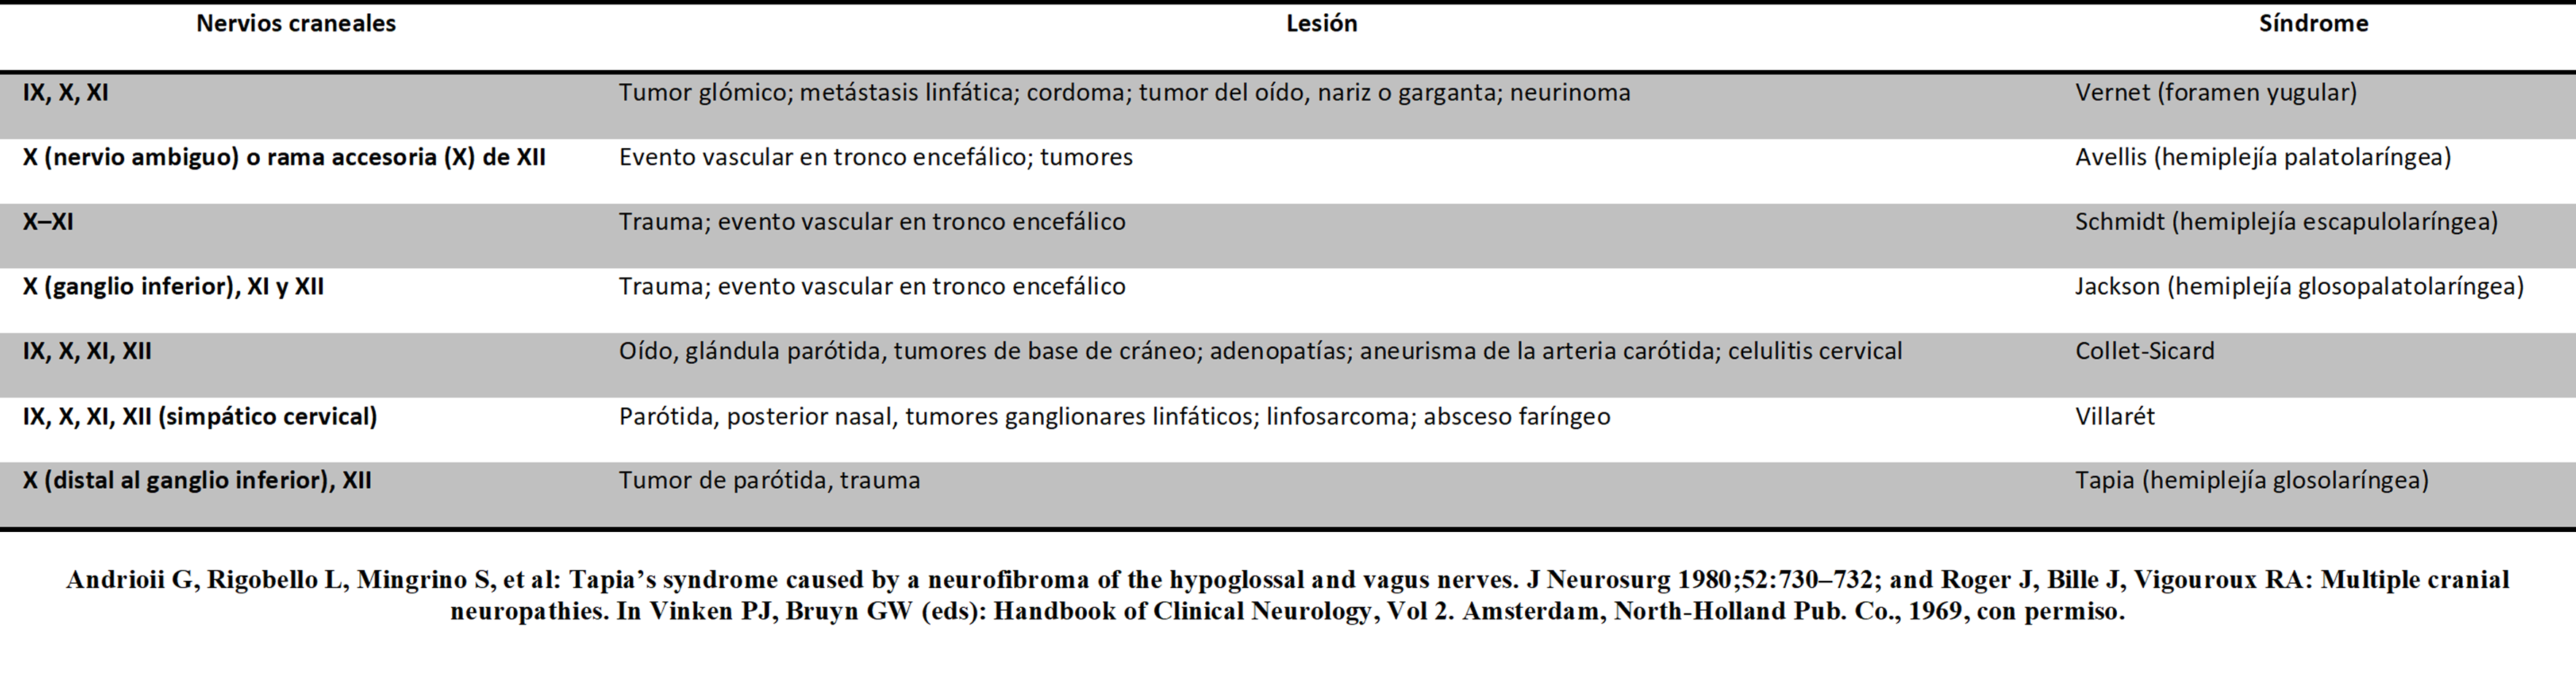 Nervios craneales Lesión Síndrome
IX, X, XI Tumor glómico; metástasis linfática; cordoma; tumor del oído, nariz o garganta; neurinoma Vernet (foramen yugular)
X (nervio ambiguo) o rama accesoria (X) de XII Evento vascular en tronco encefálico; tumores Avellis (hemiplejía palatolaríngea)
X–XI Trauma; evento vascular en tronco encefálico Schmidt (hemiplejía escapulolaríngea)
X (ganglio inferior), XI y XII Trauma; evento vascular en tronco encefálico Jackson (hemiplejía glosopalatolaríngea)
IX, X, XI, XII Oído, glándula parótida, tumores de base de cráneo; adenopatías; aneurisma de la arteria carótida; celulitis cervical Collet-Sicard
IX, X, XI, XII (simpático cervical) Parótida, posterior nasal, tumores ganglionares linfáticos; linfosarcoma; absceso faríngeo Villarét
X (distal al ganglio inferior), XII Tumor de parótida, trauma Tapia (hemiplejía glosolaríngea)
Andrioii G, Rigobello L, Mingrino S, et al: Tapia’s syndrome caused by a neurofibroma of the hypoglossal and vagus nerves. J Neurosurg 1980;52:730–732; and Roger J, Bille J, Vigouroux RA: Multiple cranial
neuropathies. In Vinken PJ, Bruyn GW (eds): Handbook of Clinical Neurology, Vol 2. Amsterdam, North-Holland Pub. Co., 1969, con permiso.